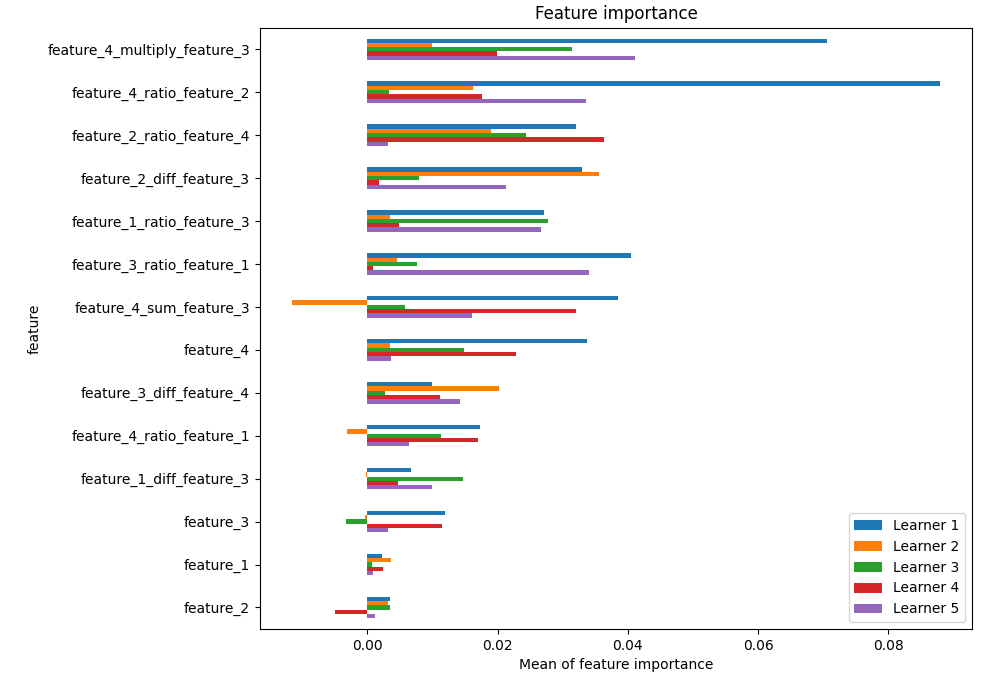 Feature importance
feature_4_multiply_feature_3
feature_4_ratio_feature_2
feature_2_ratio_feature_4
feature_2_diff_feature_3
feature_1_ratio_feature_3
feature_3_ratio_feature_1
feature_4_sum_feature_3
feature_4
feature_3_diff_feature_4
feature_4_ratio_feature_1
feature_1_diff_feature_3
feature_3
feature_1
feature_2
feature
Learner 1
Learner 2
Learner 3
Learner 4
Learner 5
0.00 0.02 0.04 0.06 0.08
Mean of feature importance